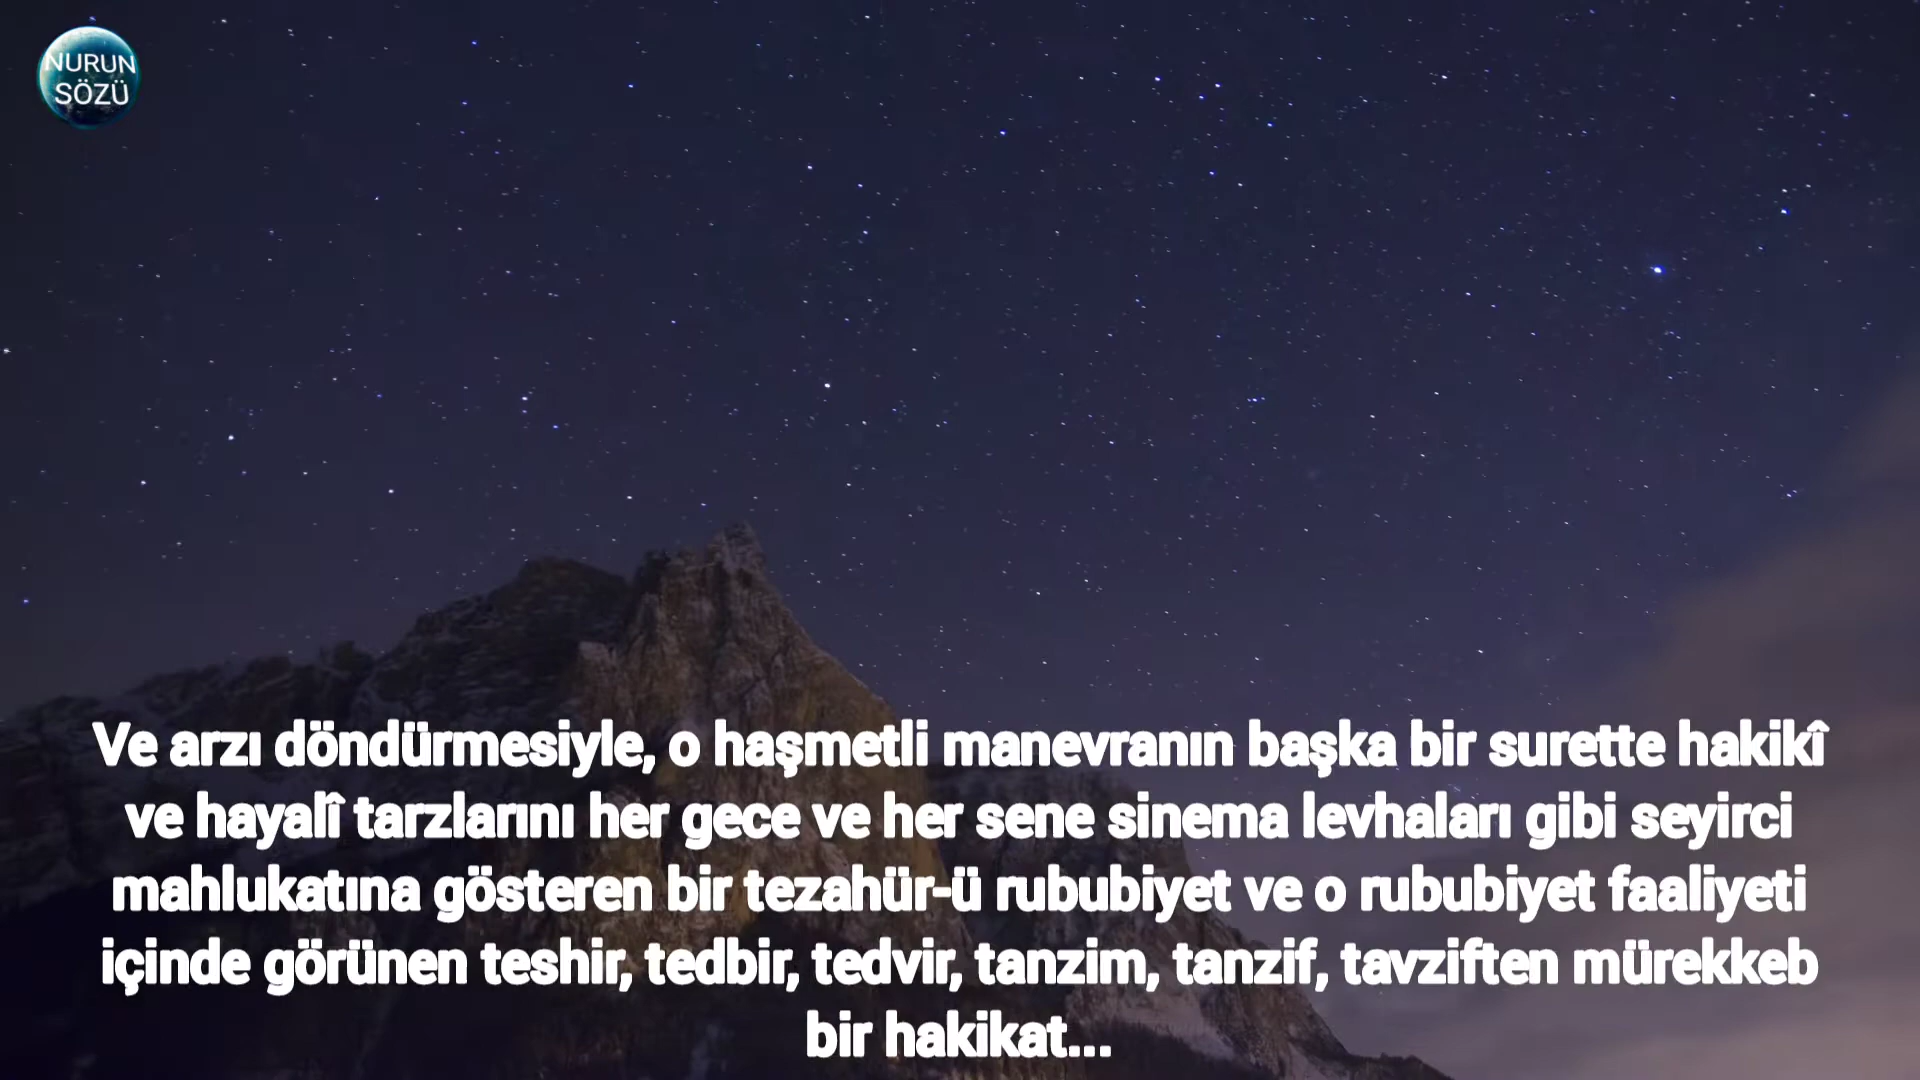 NURUN
SÖZÜ
Ve arzı döndürmesiyle, o haşmetli manevranın başka bir surette hakikî
ve hayalî tarzlarını her gece ve her sene sinema levhaları gibi seyirci
mahlukatına gösteren bir tezahür-ü rububiyet ve o rububiyet faaliyeti
içinde görünen teshir, tedbir, tedvir, tanzim, tanzif, tavziften mürekkeb
bir hakikat...